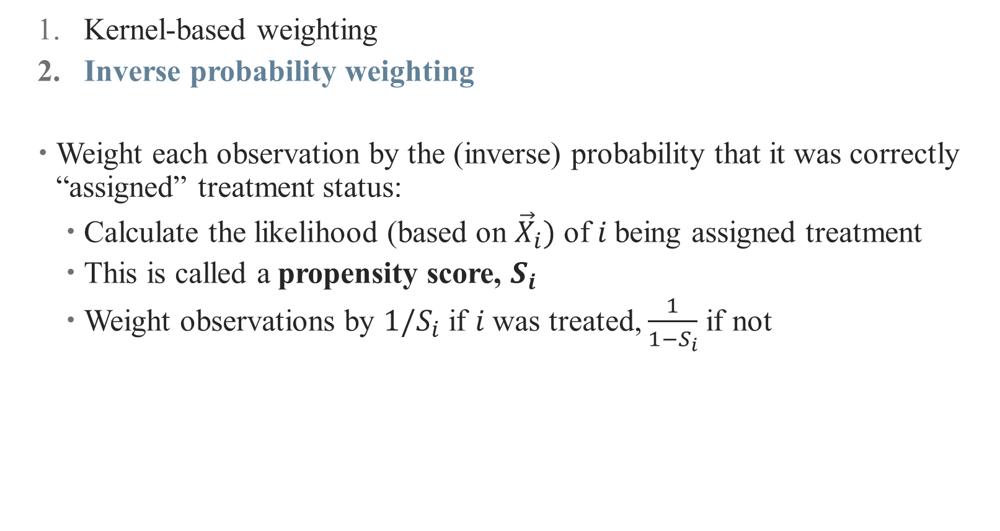 1. Kernel-based weighting
2. Inverse probability weighting
• Weight each observation by the (inverse) probability that it was correctly
“assigned” treatment status:
• Calculate the likelihood (based on $\vec{X}_i$) of $i$ being assigned treatment
• This is called a propensity score, $S_i$
• Weight observations by $1/S_i$ if $i$ was treated, $\frac{1}{1-S_i}$ if not